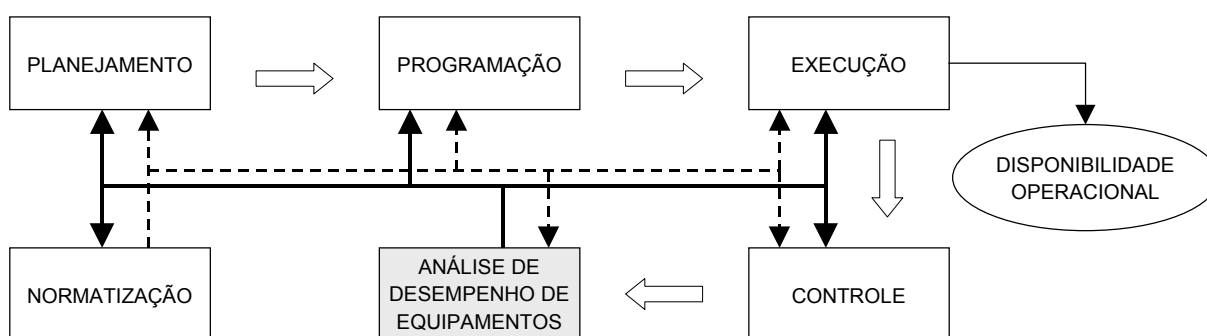 PLANEJAMENTO
PROGRAMAÇÃO
EXECUÇÃO
DISPONIBILIDADE
OPERACIONAL
NORMATIZAÇÃO
ANÁLISE DE
DESEMPENHO DE
EQUIPAMENTOS
CONTROLE